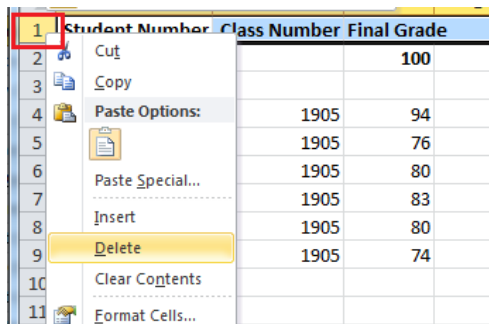 1 Student Number Class Number Final Grade
2 Cut 100
3 Copy
4 Paste Options: 1905 94
5 1905 76
6 Paste Special... 1905 80
7 1905 83
8 Insert 1905 80
9 Delete 1905 74
10 Clear Contents
11 Format Cells...